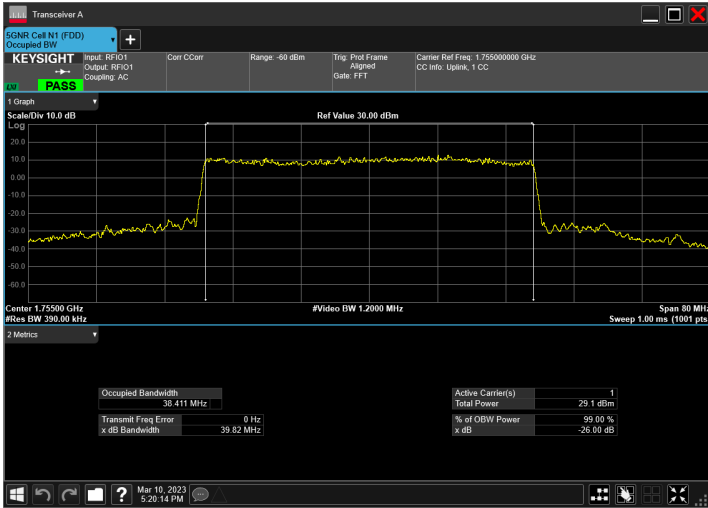 Transceiver A
5GNR Cell N1 (FDD)
Occupied BW
KEYSIGHT
PASS
Input: RFIO1
Output: RFIO1
Coupling: AC
Corr CCorr
Range: -60 dBm
Trig: Prot Frame
Aligned
Gate: FFT
Carrier Ref Freq: 1.755000000 GHz
CC Info: Uplink, 1 CC
1 Graph
Scale/Div 10.0 dB
Ref Value 30.00 dBm
Log
20.0
10.0
0.00
-10.0
-20.0
-30.0
-40.0
-50.0
-60.0
Center 1.75500 GHz
#Video BW 1.2000 MHz
Span 80 MHz
#Res BW 390.00 kHz
Sweep 1.00 ms (1001 pts
2 Metrics
Occupied Bandwidth
38.411 MHz
Transmit Freq Error 0 Hz
x dB Bandwidth 39.82 MHz
Active Carrier(s) 1
Total Power 29.1 dBm
% of OBW Power 99.00 %
x dB -26.00 dB
?
Mar 10, 2023
5:20:14 PM